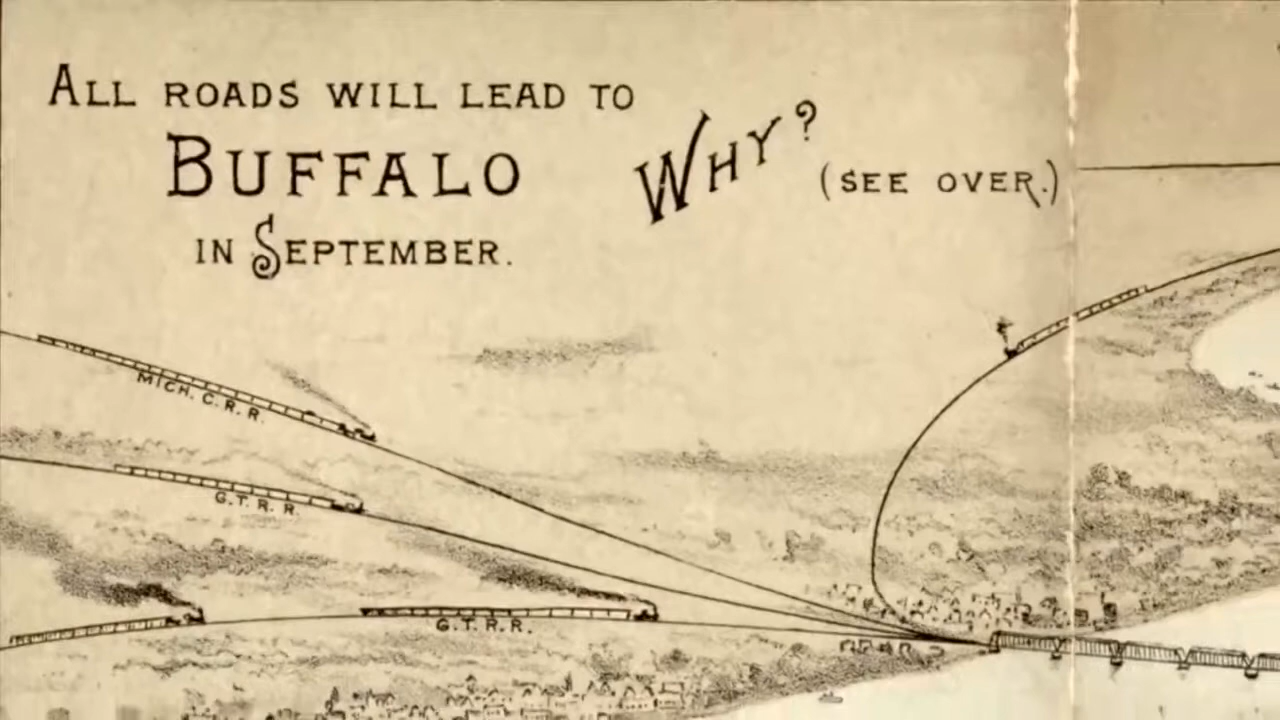 ALL ROADS WILL LEAD TO
BUFFALO
IN SEPTEMBER.
WHY?
(SEE OVER.)
MICH. C. R. R.
G. T. R. R.
G. T. R. R.